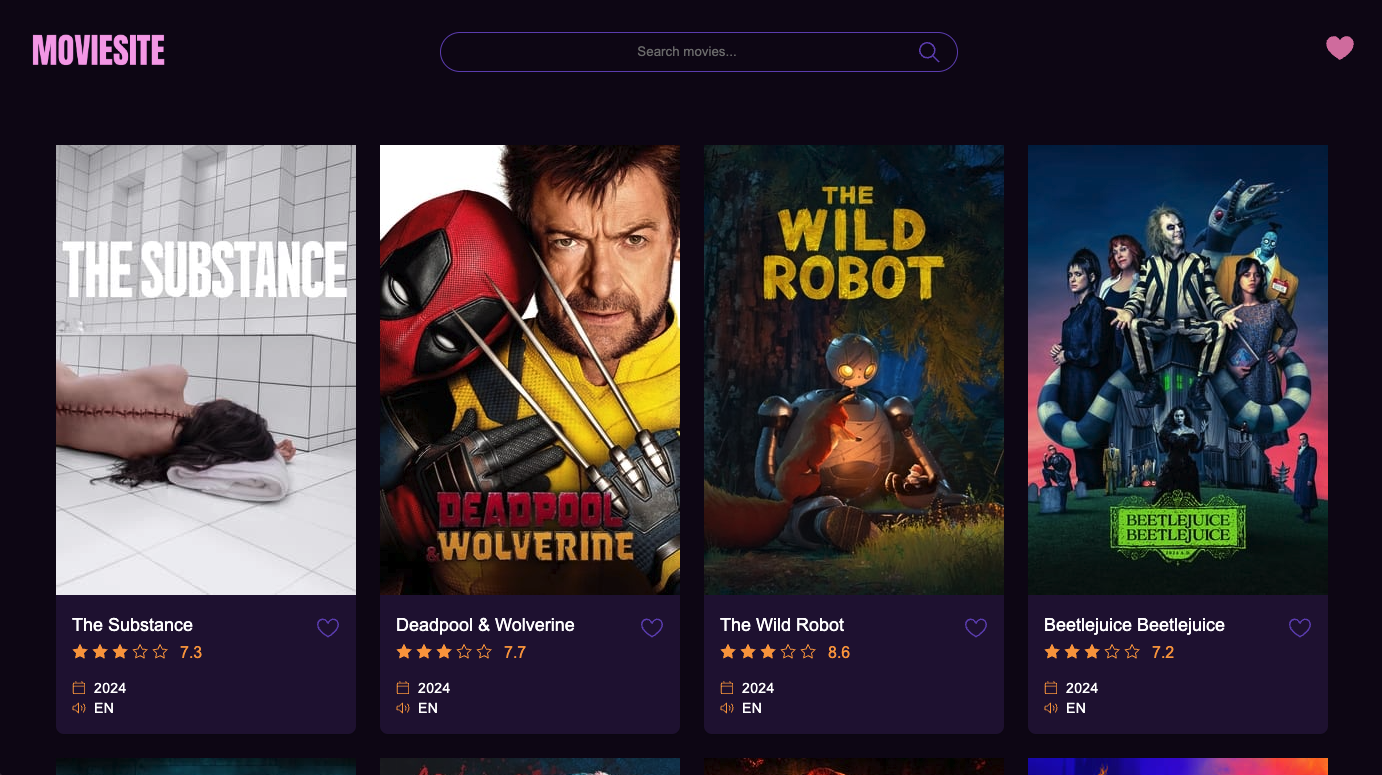 MOVIESITE
Search movies...
THE SUBSTANCE
DEADPOOL
& WOLVERINE
THE
WILD
ROBOT
BEETLEJUICE
BEETLEJUICE
The Substance
7.3
2024
EN
Deadpool & Wolverine
7.7
2024
EN
The Wild Robot
8.6
2024
EN
Beetlejuice Beetlejuice
7.2
2024
EN